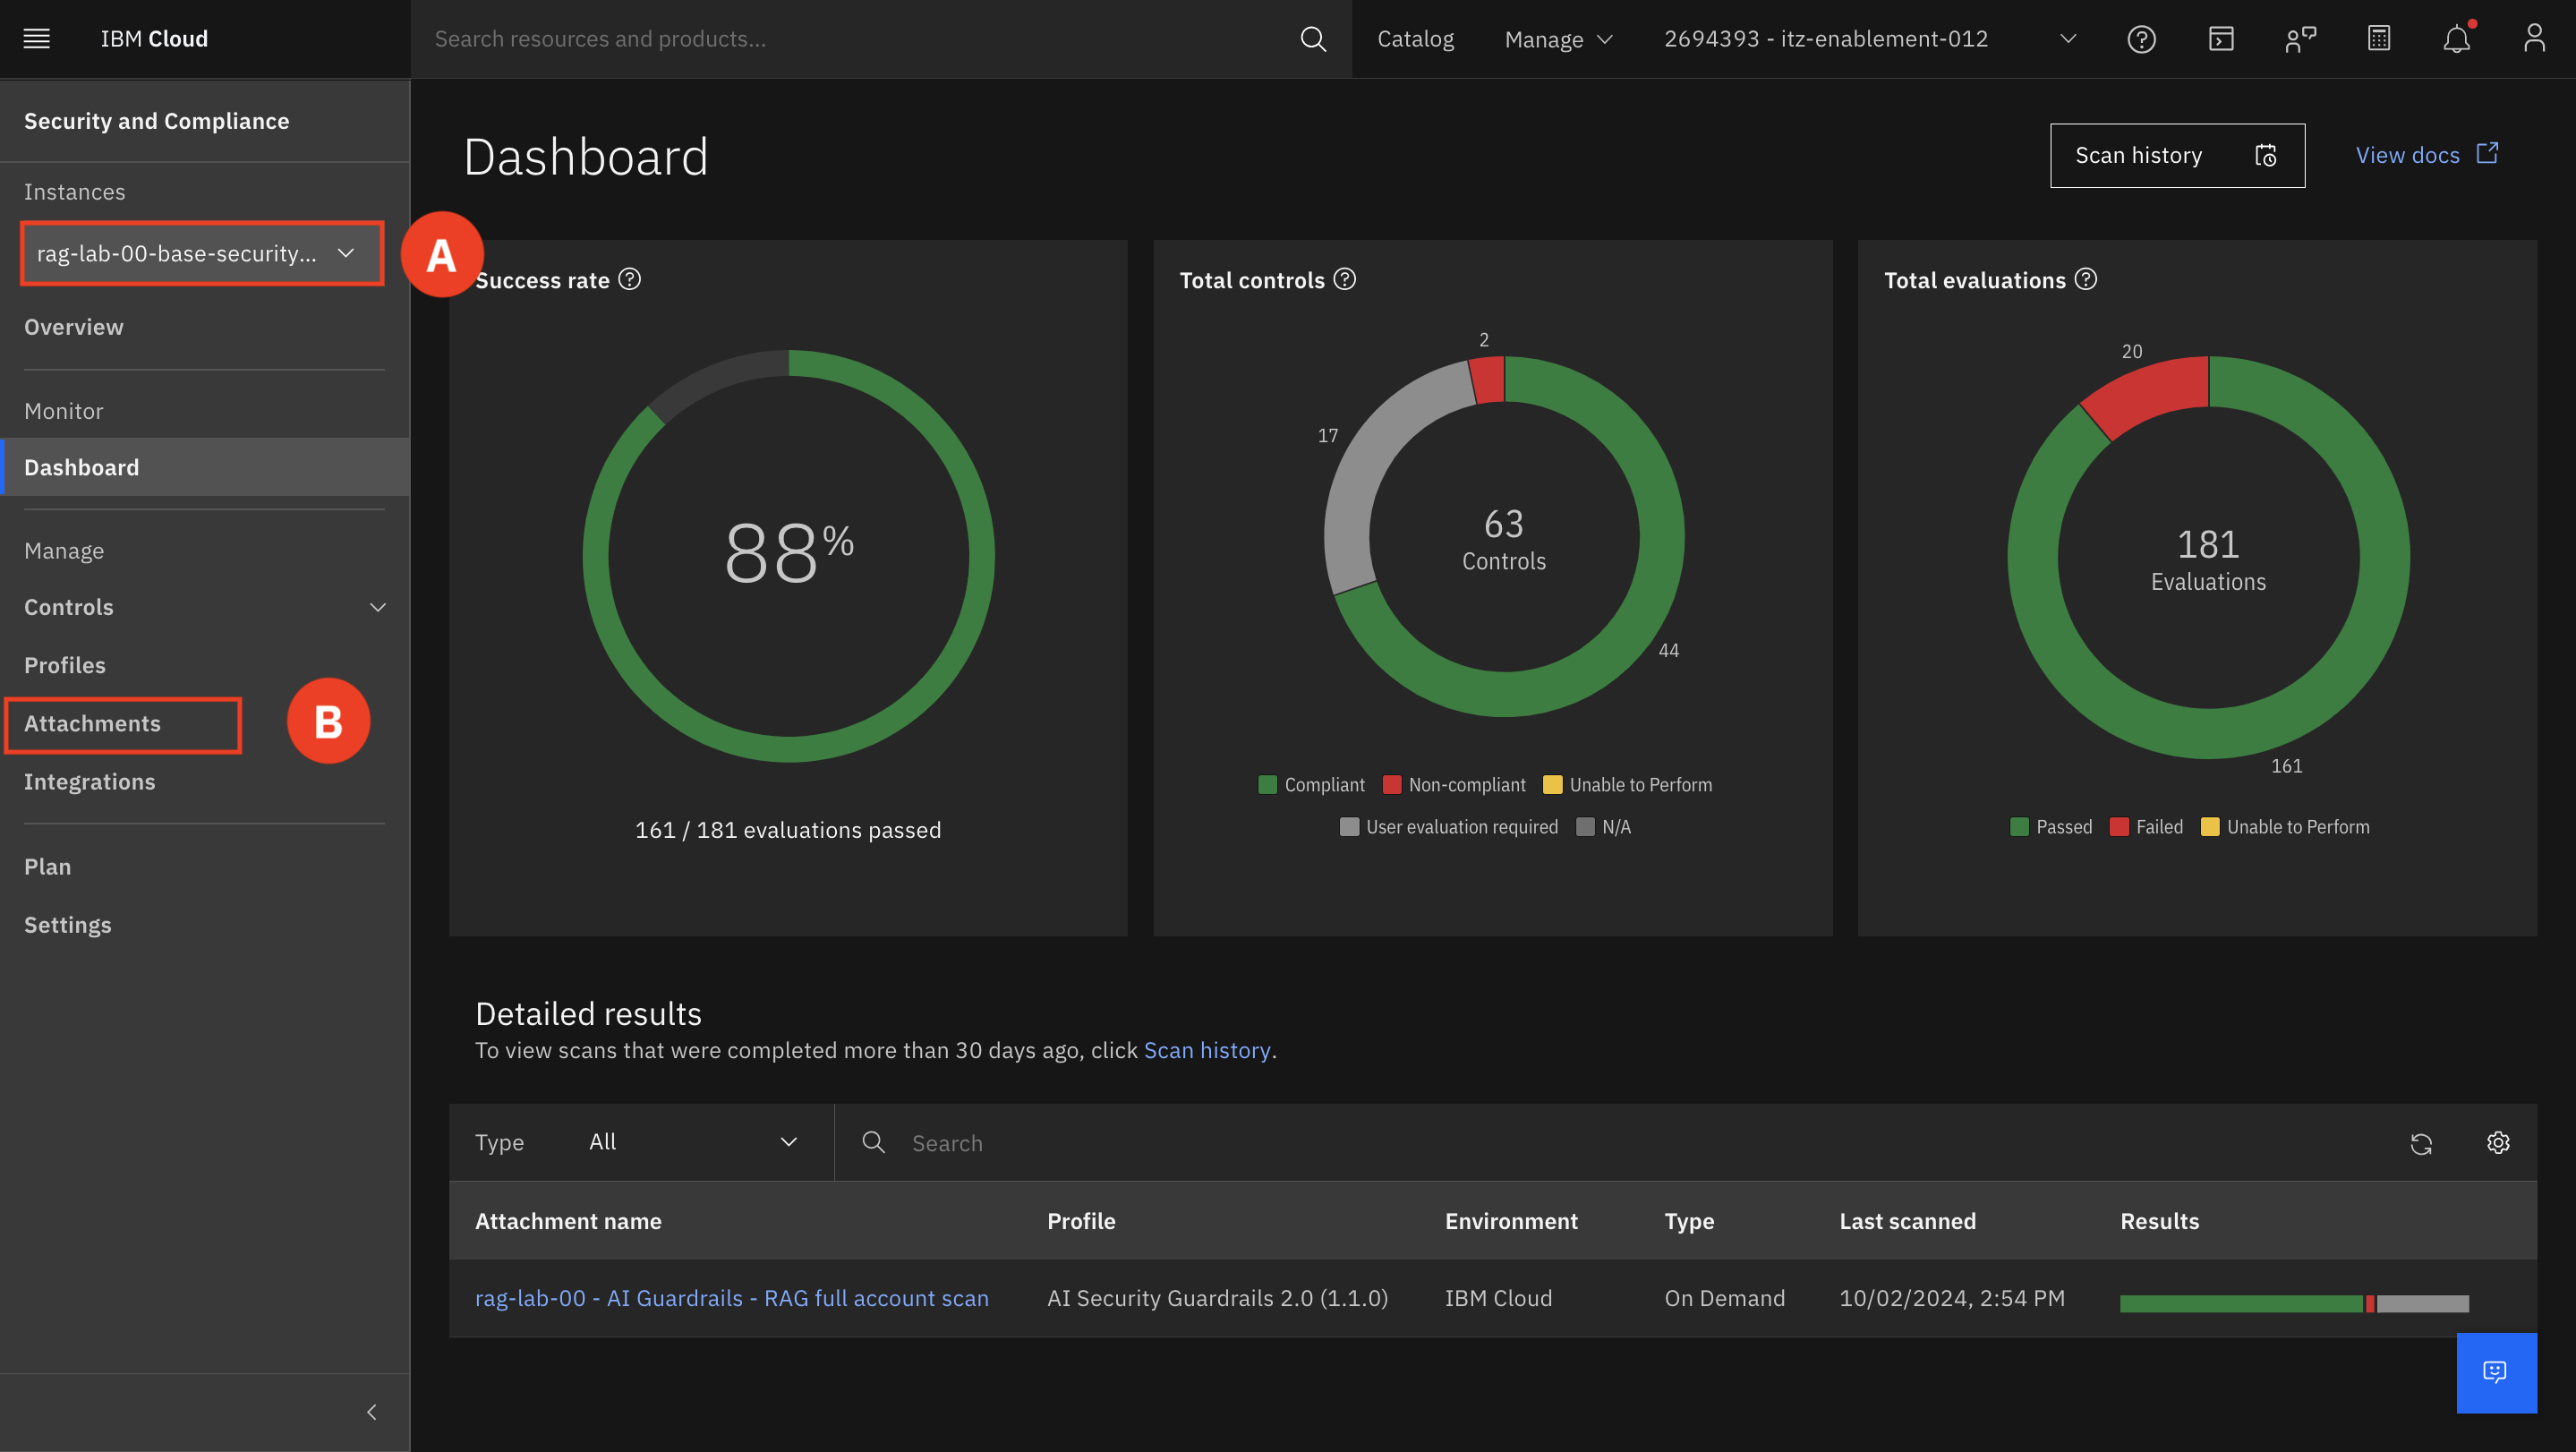 IBM Cloud
Search resources and products...
Catalog
Manage
2694393 - itz-enablement-012
Security and Compliance
Instances
rag-lab-00-base-security...
A
Overview
Monitor
Dashboard
Manage
Controls
Profiles
Attachments
B
Integrations
Plan
Settings
Dashboard
Scan history
View docs
Success rate
88%
161 / 181 evaluations passed
Total controls
2
17
63
Controls
44
Compliant Non-compliant Unable to Perform
User evaluation required N/A
Total evaluations
20
181
Evaluations
161
Passed Failed Unable to Perform
Detailed results
To view scans that were completed more than 30 days ago, click Scan history.
Type All Search
Attachment name Profile Environment Type Last scanned Results
rag-lab-00 - AI Guardrails - RAG full account scan AI Security Guardrails 2.0 (1.1.0) IBM Cloud On Demand 10/02/2024, 2:54 PM